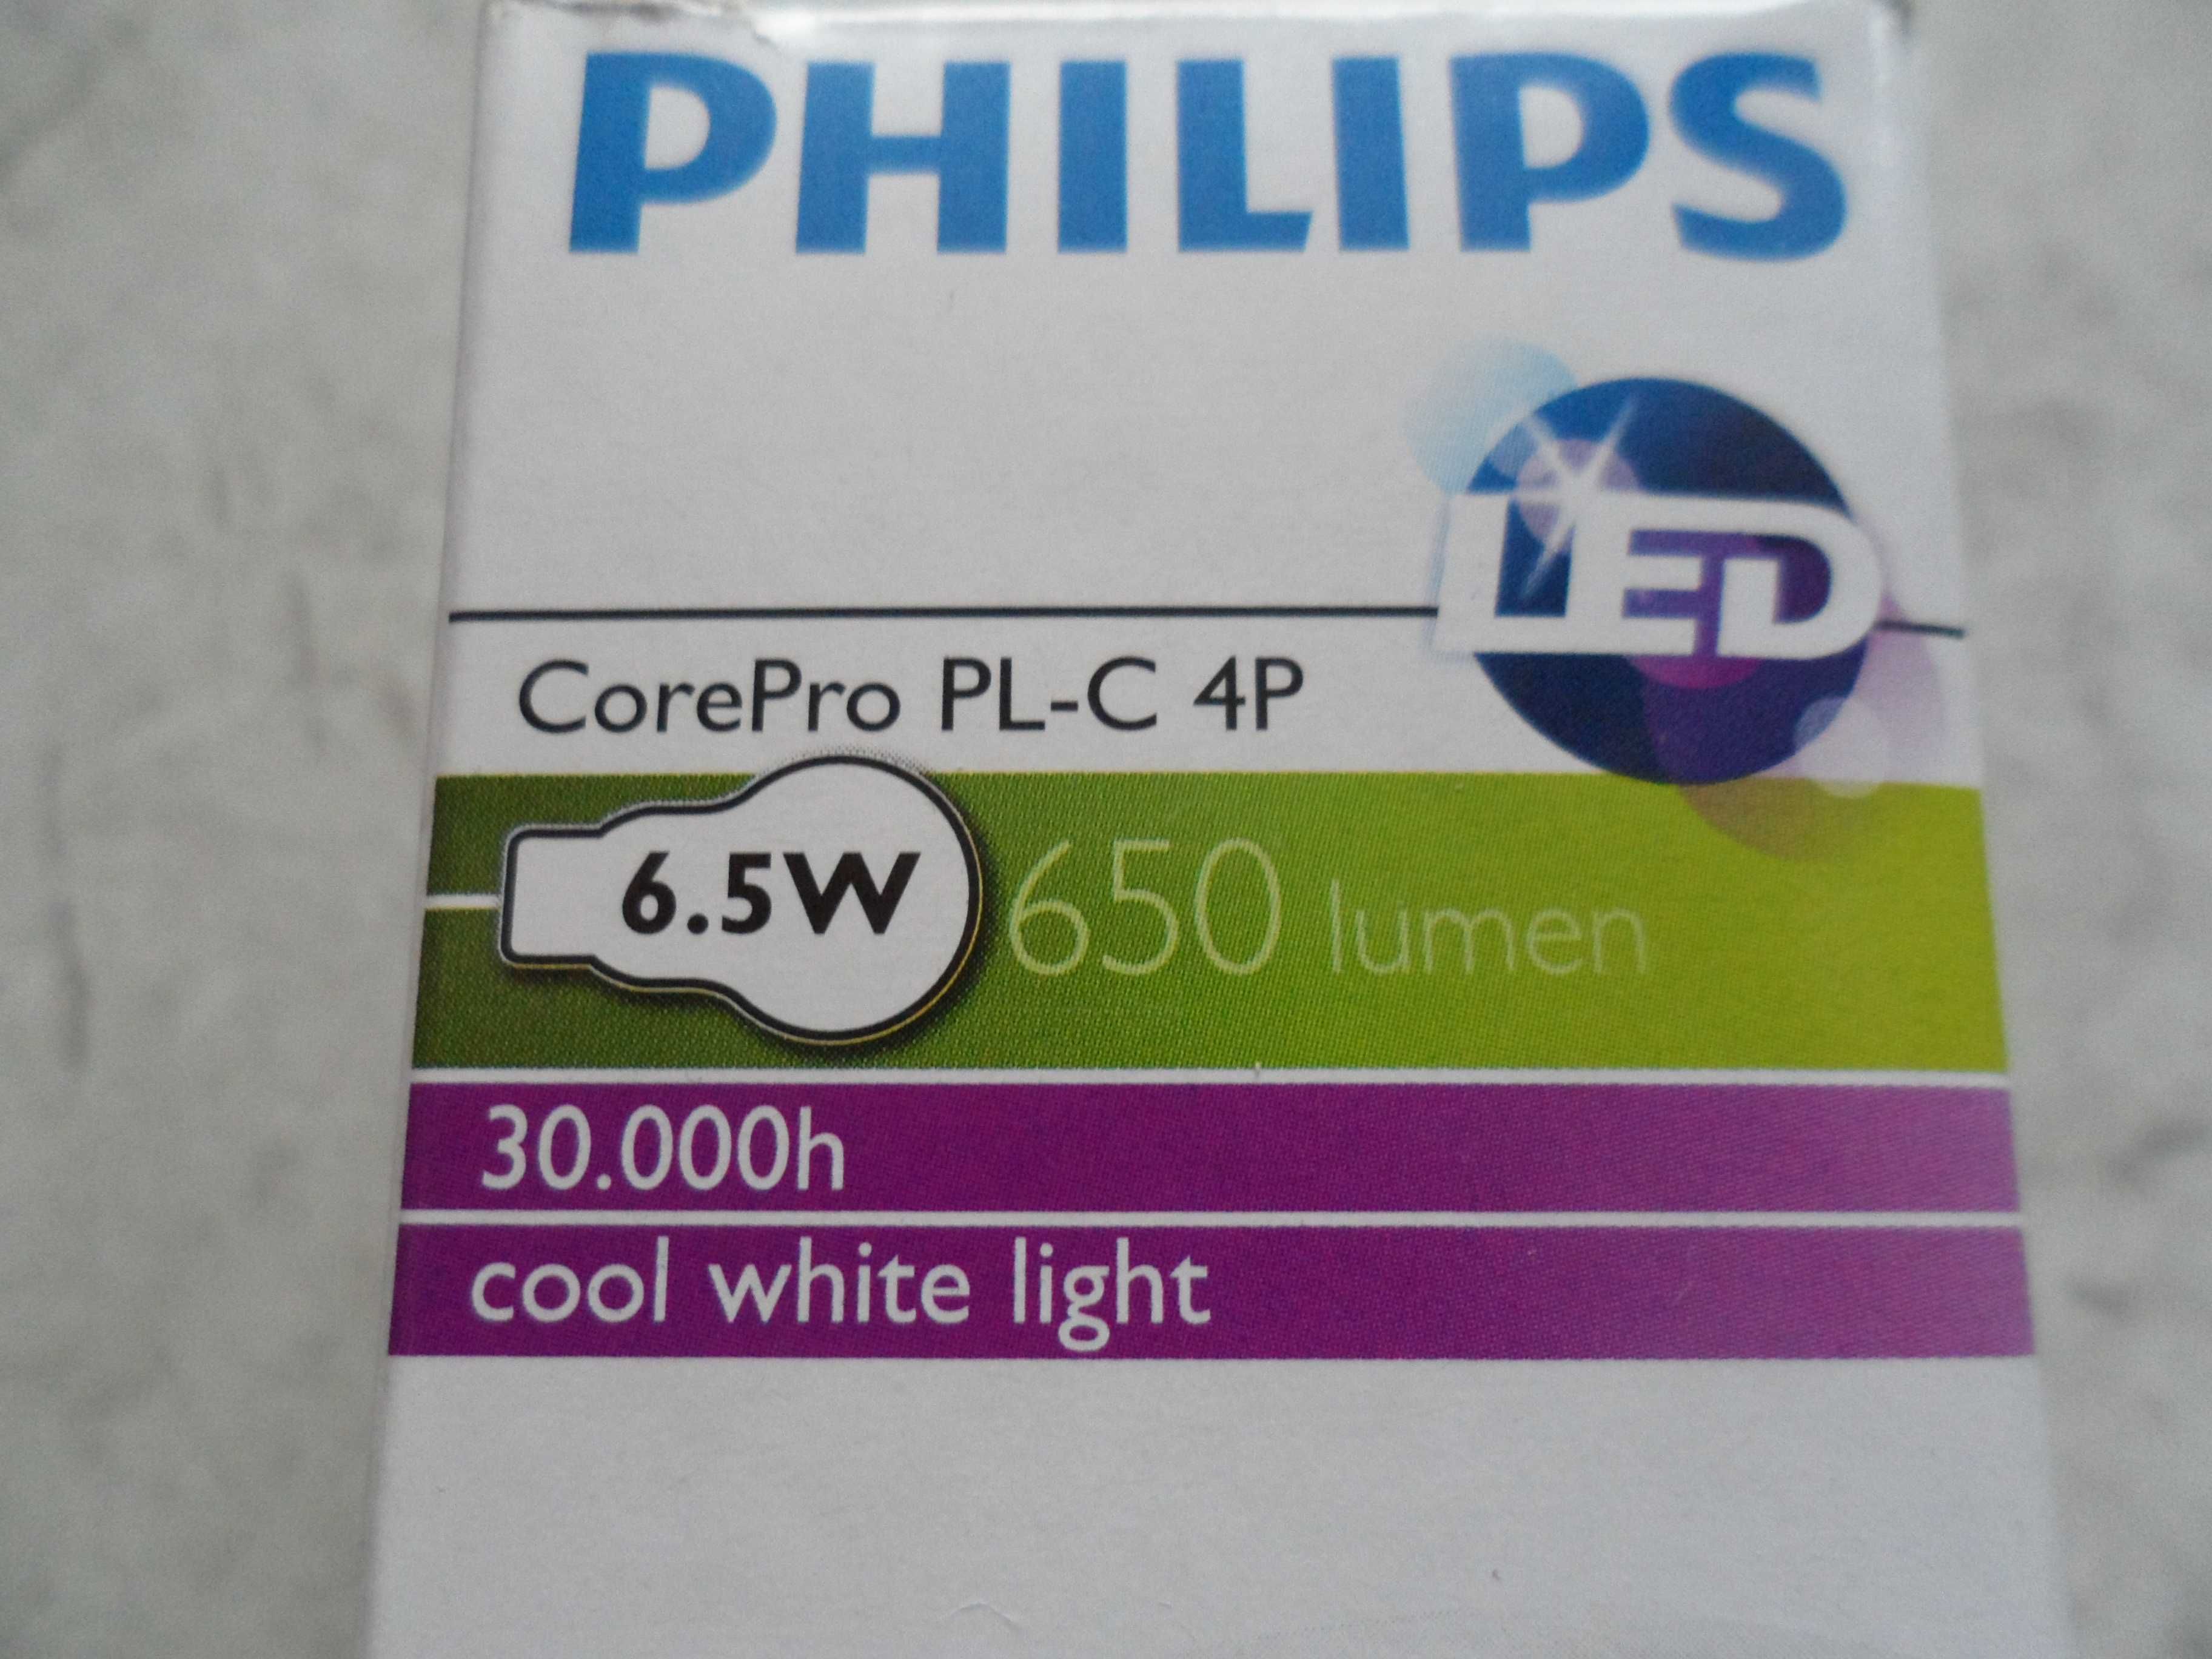 PHILIPS
LED
CorePro PL-C 4P
6.5W 650 lumen
30.000h
cool white light